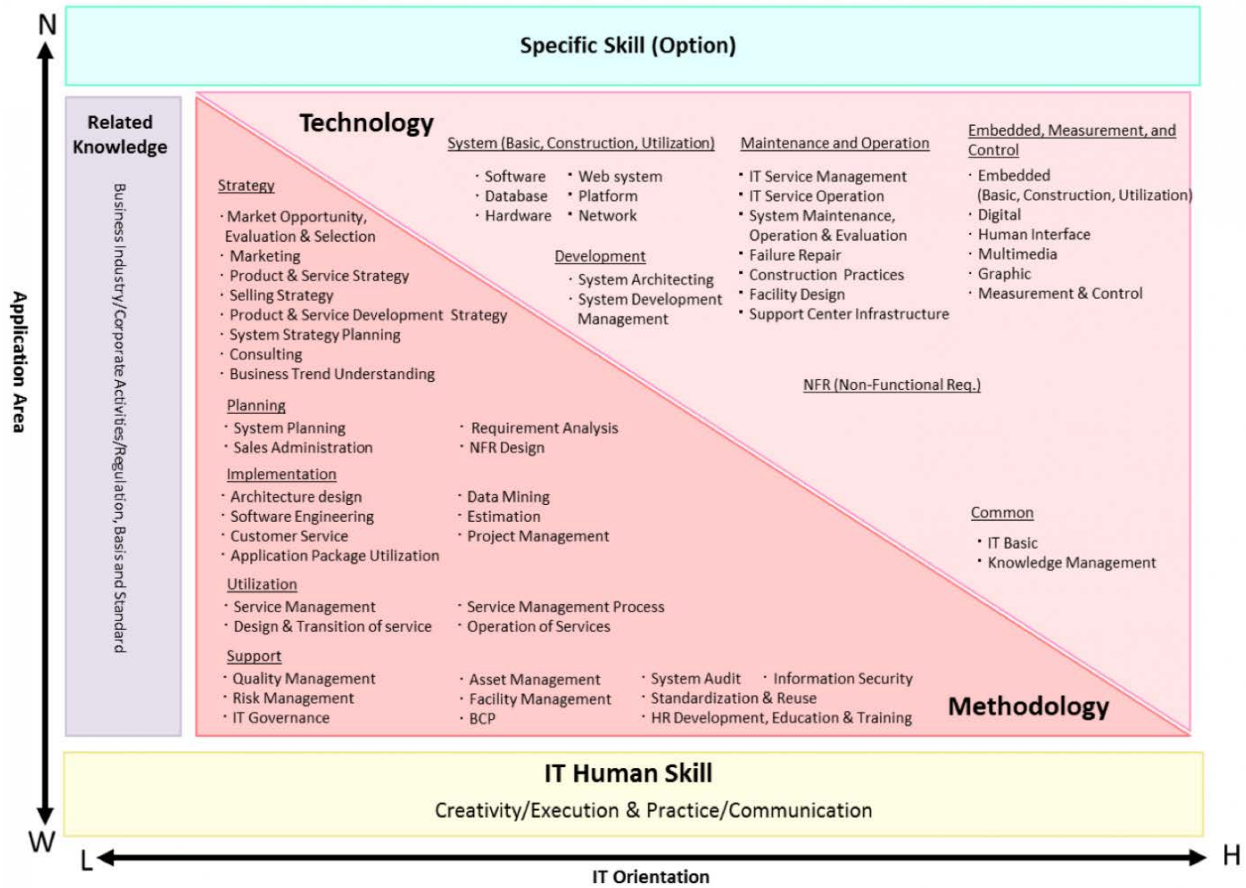 N
Specific Skill (Option)
Related
Knowledge
Business Industry/Corporate Activities/Regulation, Basis and Standard
Application Area
Technology
System (Basic, Construction, Utilization)
· Software
· Database
· Hardware
· Web system
· Platform
· Network
Development
· System Architecting
· System Development
Management
Maintenance and Operation
· IT Service Management
· IT Service Operation
· System Maintenance,
Operation & Evaluation
· Failure Repair
· Construction Practices
· Facility Design
· Support Center Infrastructure
Embedded, Measurement, and
Control
· Embedded
(Basic, Construction, Utilization)
· Digital
· Human Interface
· Multimedia
· Graphic
· Measurement & Control
NFR (Non-Functional Req.)
Common
· IT Basic
· Knowledge Management
Strategy
· Market Opportunity,
Evaluation & Selection
· Marketing
· Product & Service Strategy
· Selling Strategy
· Product & Service Development Strategy
· System Strategy Planning
· Consulting
· Business Trend Understanding
Planning
· System Planning
· Sales Administration
· Requirement Analysis
· NFR Design
Implementation
· Architecture design
· Software Engineering
· Customer Service
· Application Package Utilization
· Data Mining
· Estimation
· Project Management
Utilization
· Service Management
· Design & Transition of service
· Service Management Process
· Operation of Services
Support
· Quality Management
· Risk Management
· IT Governance
· Asset Management
· Facility Management
· BCP
· System Audit · Information Security
· Standardization & Reuse
· HR Development, Education & Training
Methodology
IT Human Skill
Creativity/Execution & Practice/Communication
W
L
H
IT Orientation